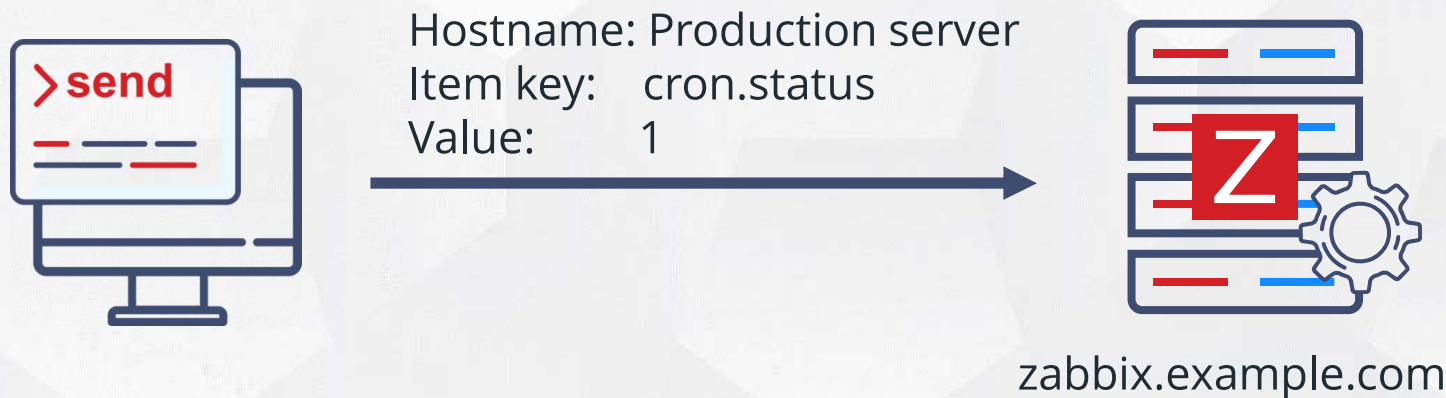 >send
Hostname: Production server
Item key: cron.status
Value: 1
Z
zabbix.example.com